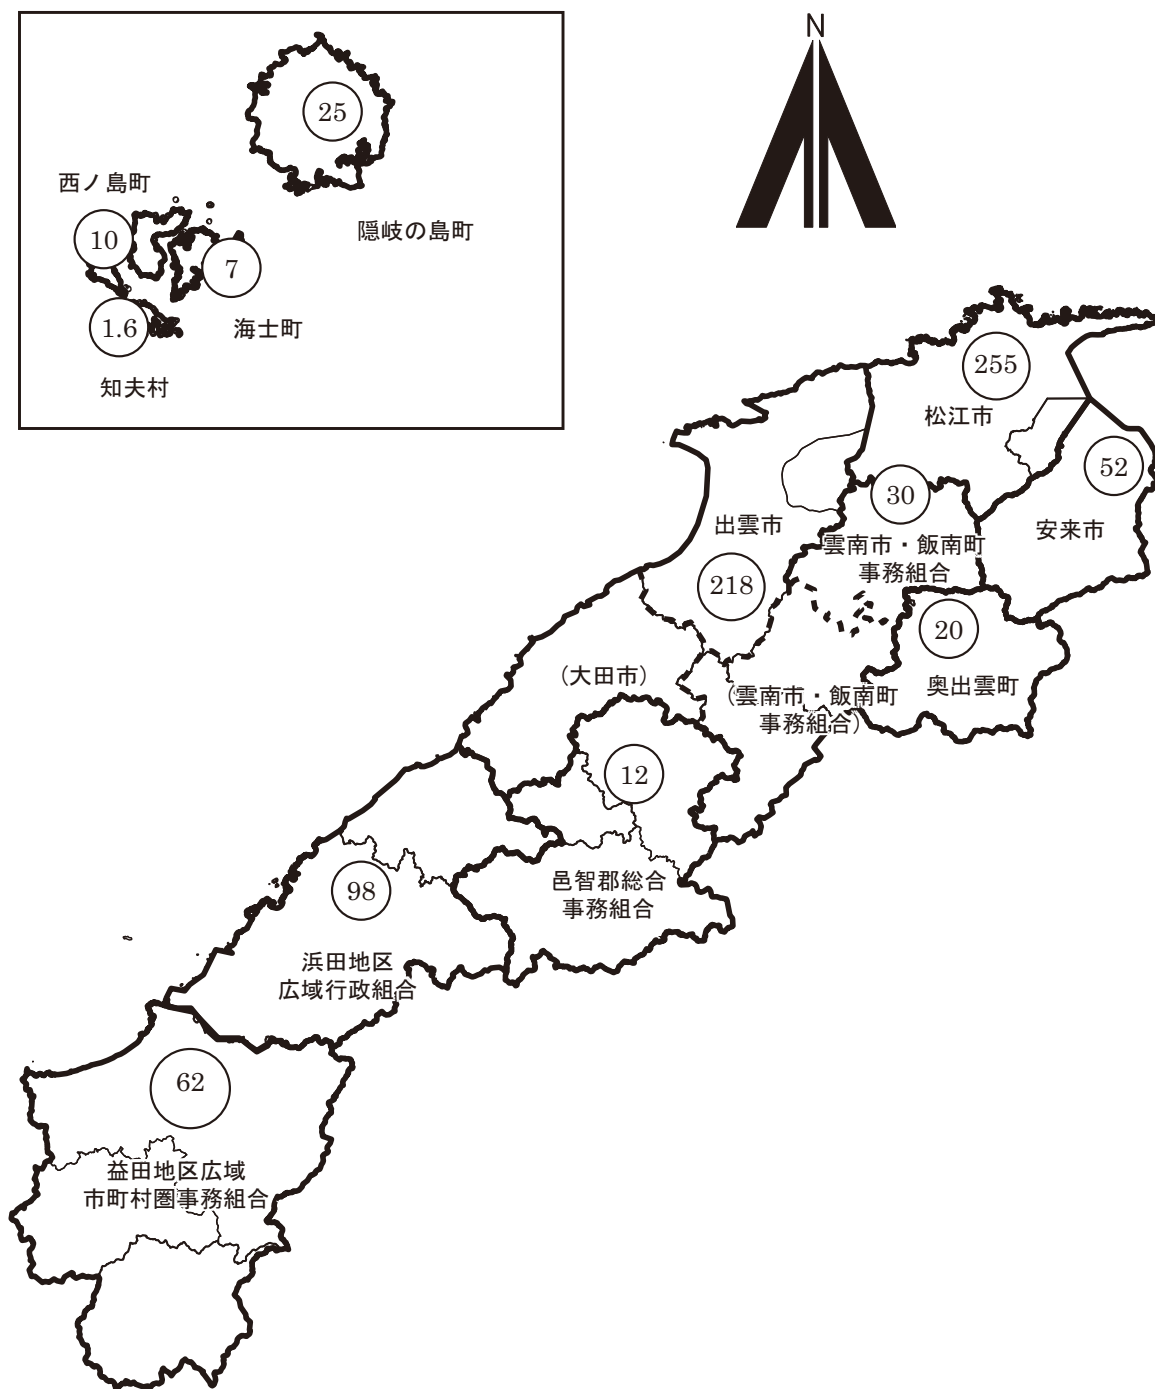 N
25
西ノ島町
隠岐の島町
10
7
1.6
海士町
知夫村
255
松江市
52
安来市
30
出雲市
雲南市・飯南町
事務組合
218
20
奥出雲町
（大田市）
（雲南市・飯南町
事務組合）
12
邑智郡総合
事務組合
98
浜田地区
広域行政組合
62
益田地区広域
市町村圏事務組合